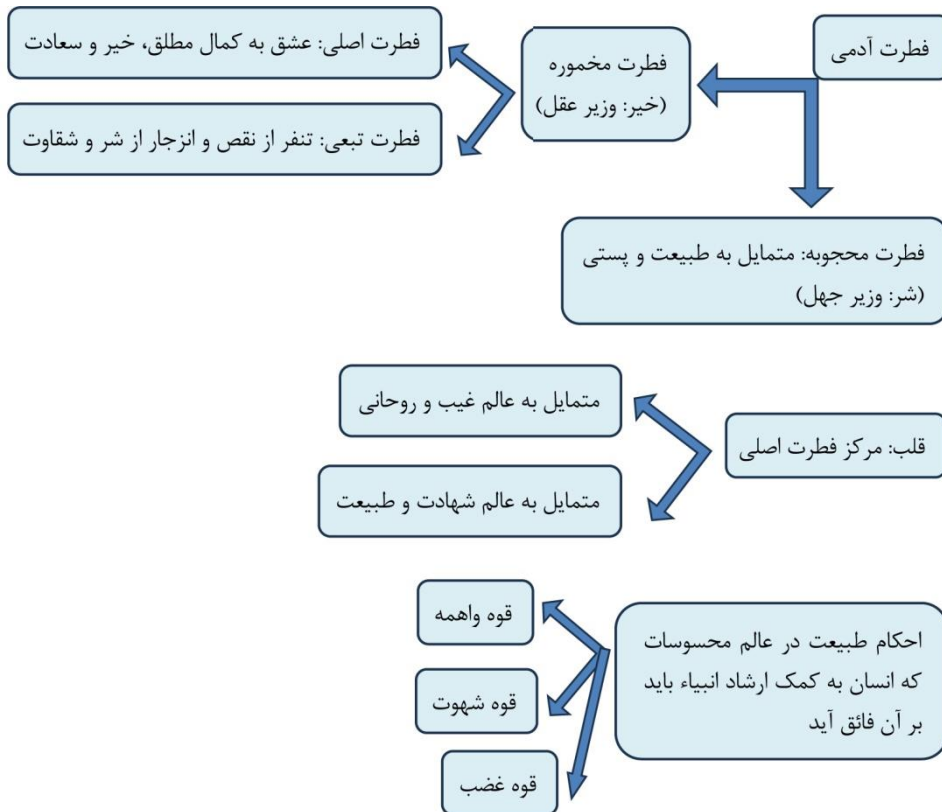 فطرت آدمی
فطرت مخموره
(خیر: وزیر عقل)
فطرت اصلی: عشق به کمال مطلق، خیر و سعادت
فطرت تبعی: تنفر از نقص و انزجار از شر و شقاوت
فطرت محجوبه: متمایل به طبیعت و پستی
(شر: وزیر جهل)
قلب: مرکز فطرت اصلی
متمایل به عالم غیب و روحانی
متمایل به عالم شهادت و طبیعت
احکام طبیعت در عالم محسوسات
که انسان به کمک ارشاد انبیاء باید
بر آن فائق آید
قوه واهمه
قوه شهوت
قوه غضب